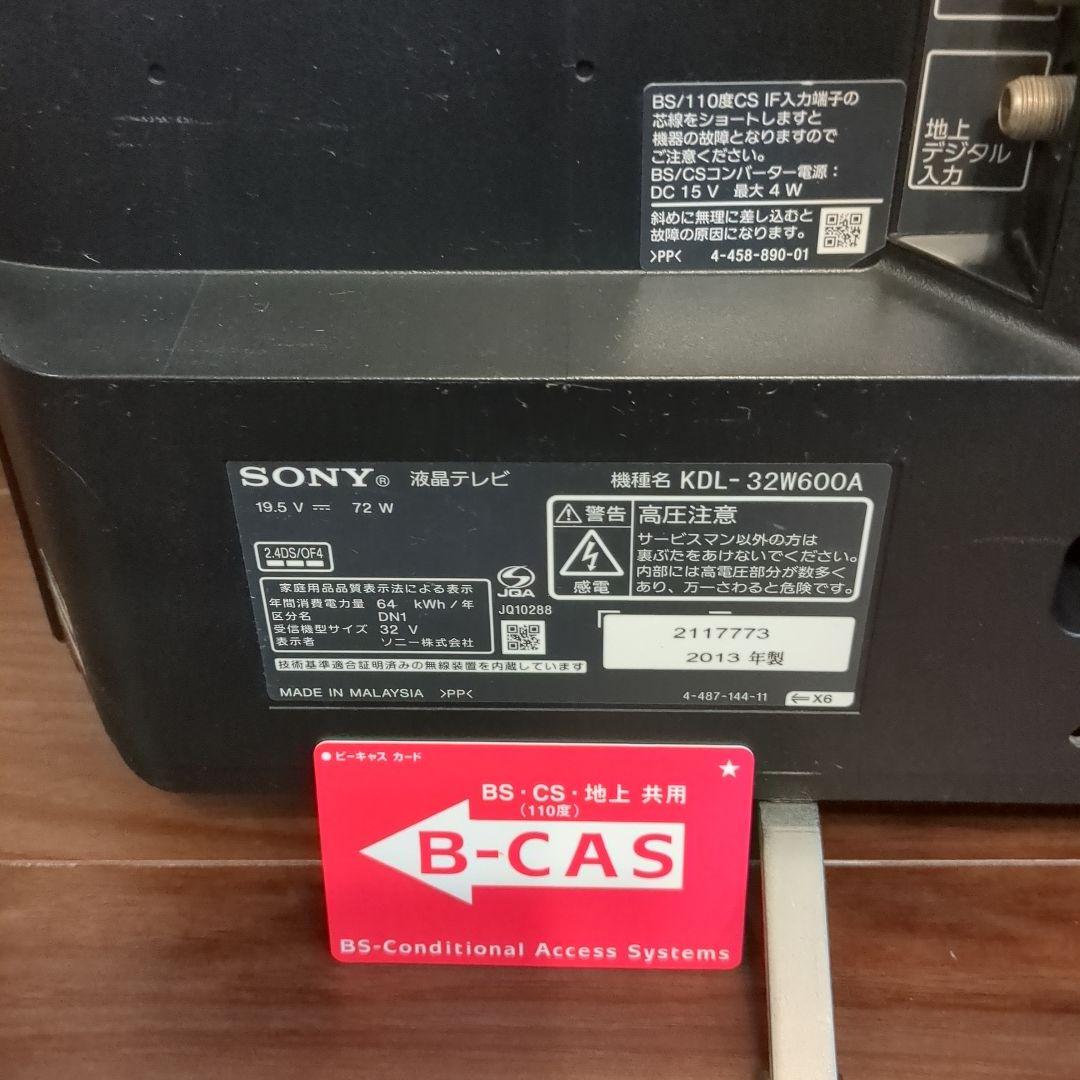 BS/110度CS IF入力端子の
芯線をショートしますと
機器の故障となりますので
ご注意ください。
BS/CSコンバーター電源：
DC 15 V 最大 4 W
斜めに無理に差し込むと
故障の原因になります。
>PP< 4-458-890-01
地上
デジタル
入力
SONY® 液晶テレビ 機種名 KDL-32W600A
19.5 V ⎓ 72 W
2.4DS/OF4
家庭用品品質表示法による表示
年間消費電力量 64 kWh/年
区分名 DN1
受信機型サイズ 32 V
表示者 ソニー株式会社
JQA
JQ10288
⚠警告 高圧注意
感電
サービスマン以外の方は
裏ぶたをあけないでください。
内部には高電圧部分が数多く
あり、万一さわると危険です。
2117773
2013 年製
技術基準適合証明済みの無線装置を内蔵しています
MADE IN MALAYSIA >PP< 4-487-144-11 ⇐X6
●ビーキャス カード ★
BS・CS・地上 共用
（110度）
B-CAS
BS-Conditional Access Systems